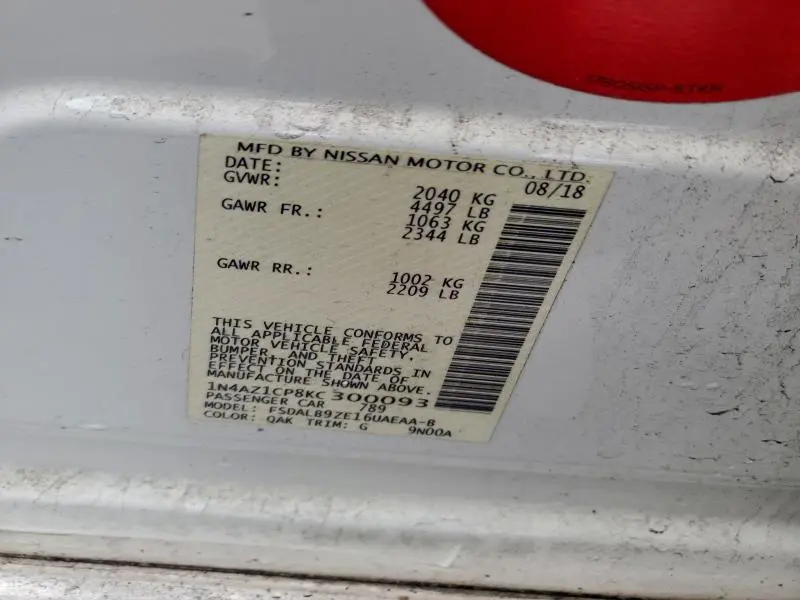 MFD BY NISSAN MOTOR CO., LTD.
DATE: 08/18
GVWR: 2040 KG
4497 LB
GAWR FR.: 1063 KG
2344 LB
GAWR RR.: 1002 KG
2209 LB
THIS VEHICLE CONFORMS TO
ALL APPLICABLE FEDERAL
MOTOR VEHICLE SAFETY,
BUMPER, AND THEFT
PREVENTION STANDARDS IN
EFFECT ON THE DATE OF
MANUFACTURE SHOWN ABOVE.
1N4AZ1CP8KC300093
PASSENGER CAR 789
MODEL: FSDALB9ZE16UAEAA-B
COLOR: QAK TRIM: G 9N00A